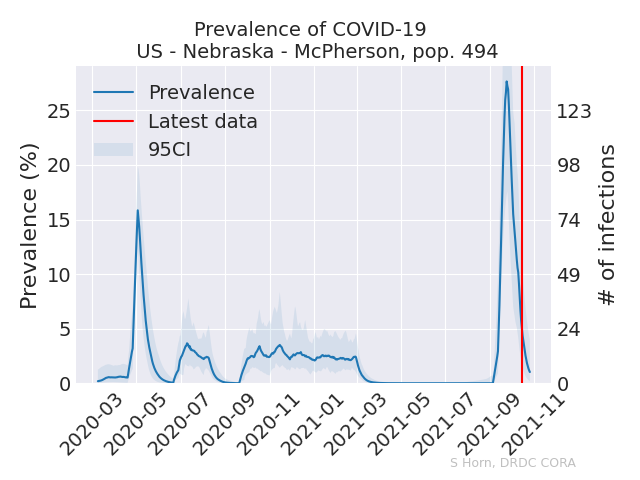 Prevalence of COVID-19
US - Nebraska - McPherson, pop. 494
Prevalence
Latest data
95CI
Prevalence (%)
25
20
15
10
5
0
# of infections
123
98
74
49
24
0
2020-03
2020-05
2020-07
2020-09
2020-11
2021-01
2021-03
2021-05
2021-07
2021-09
2021-11
S Horn, DRDC CORA